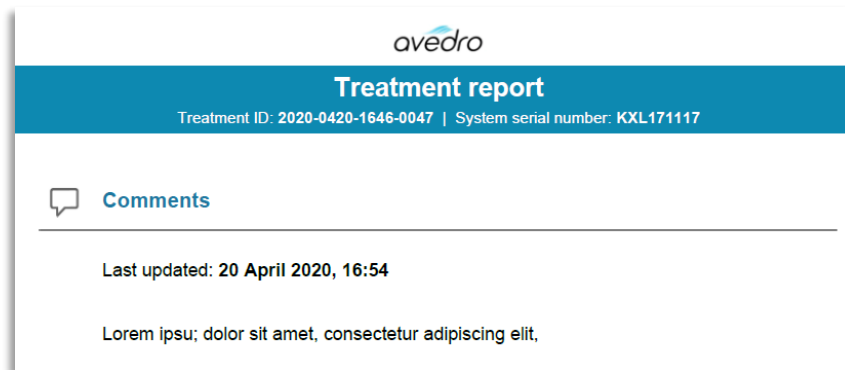 avedro
Treatment report
Treatment ID: 2020-0420-1646-0047 | System serial number: KXL171117
Comments
Last updated: 20 April 2020, 16:54
Lorem ipsu; dolor sit amet, consectetur adipiscing elit,